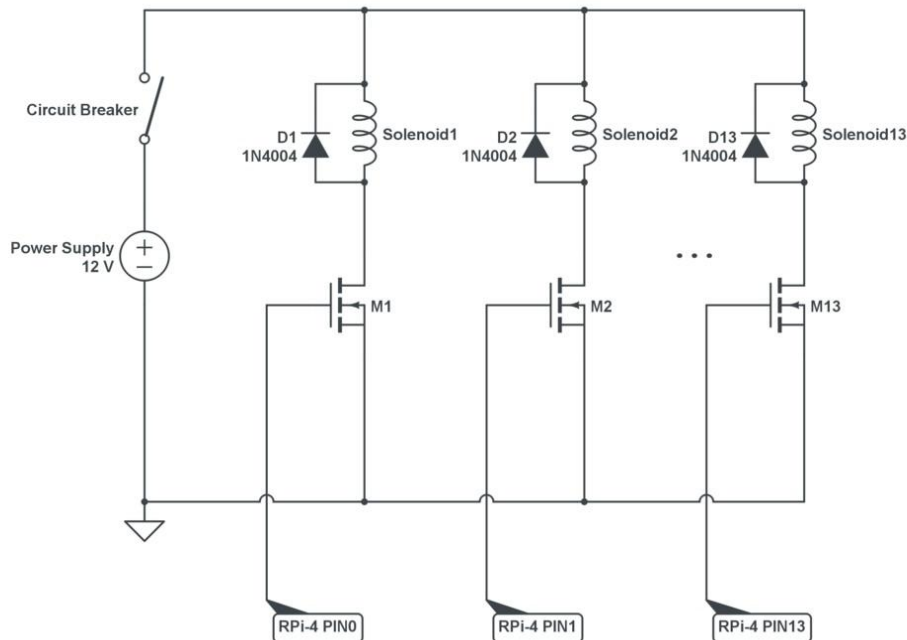 Circuit Breaker
D1
1N4004
Solenoid1
D2
1N4004
Solenoid2
D13
1N4004
Solenoid13
Power Supply
12 V
+
−
...
M1
M2
M13
RPi-4 PIN0
RPi-4 PIN1
RPi-4 PIN13